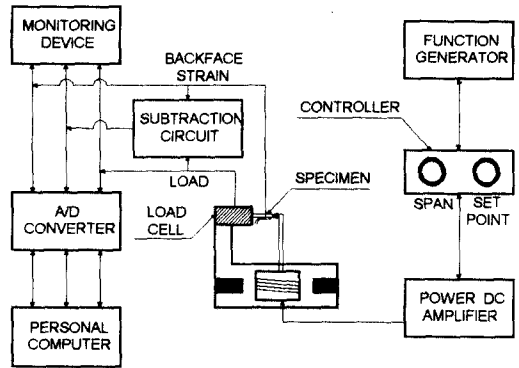 MONITORING
DEVICE
BACKFACE
STRAIN
FUNCTION
GENERATOR
SUBTRACTION
CIRCUIT
CONTROLLER
LOAD
SPECIMEN
SPAN
SET
POINT
A/D
CONVERTER
LOAD
CELL
PERSONAL
COMPUTER
POWER DC
AMPLIFIER